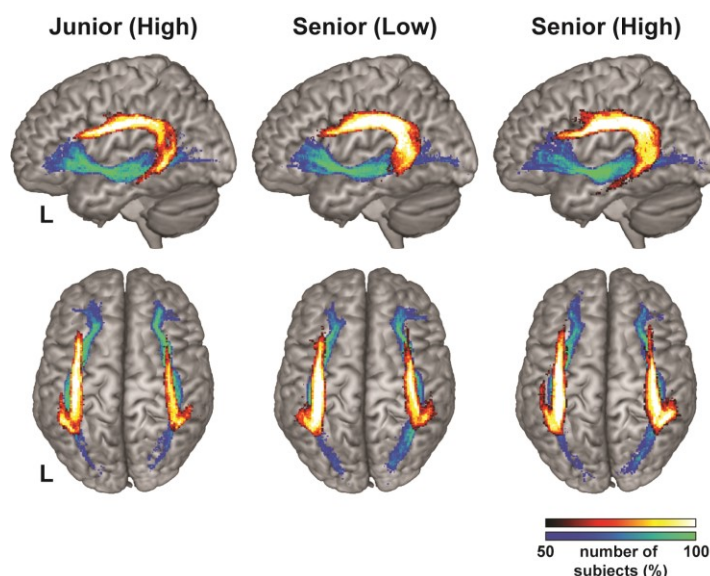 Junior (High) Senior (Low) Senior (High)
L
L
50 number of 100
subjects (%)